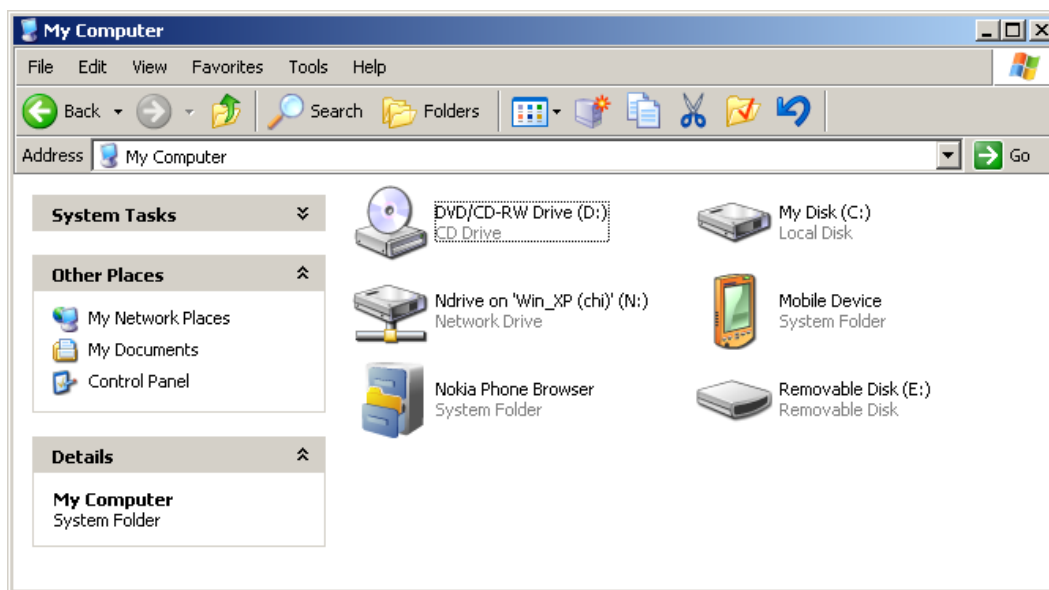 My Computer
File Edit View Favorites Tools Help
Back Search Folders
Address My Computer Go
System Tasks
Other Places
My Network Places
My Documents
Control Panel
Details
My Computer
System Folder
DVD/CD-RW Drive (D:)
CD Drive
My Disk (C:)
Local Disk
Ndrive on 'Win_XP (chi)' (N:)
Network Drive
Mobile Device
System Folder
Nokia Phone Browser
System Folder
Removable Disk (E:)
Removable Disk